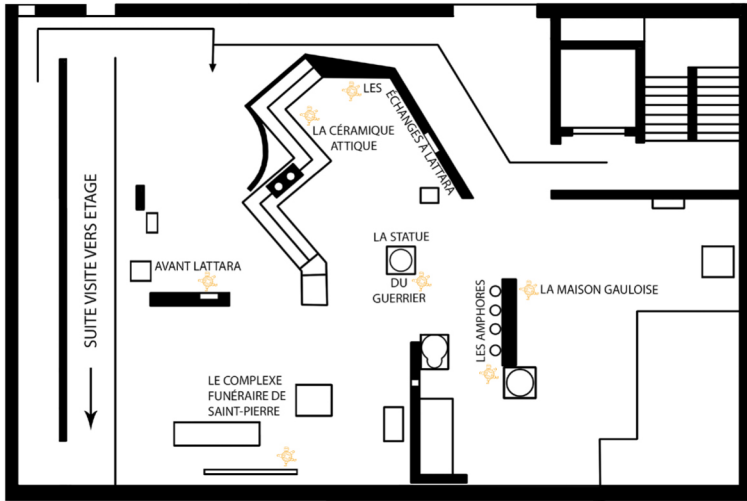 LES
ÉCHANGES À LATTARA
LA CÉRAMIQUE
ATTIQUE
LA STATUE
DU
GUERRIER
AVANT LATTARA
SUITE VISITE VERS ETAGE
LES AMPHORES
LA MAISON GAULOISE
LE COMPLEXE
FUNÉRAIRE DE
SAINT-PIERRE